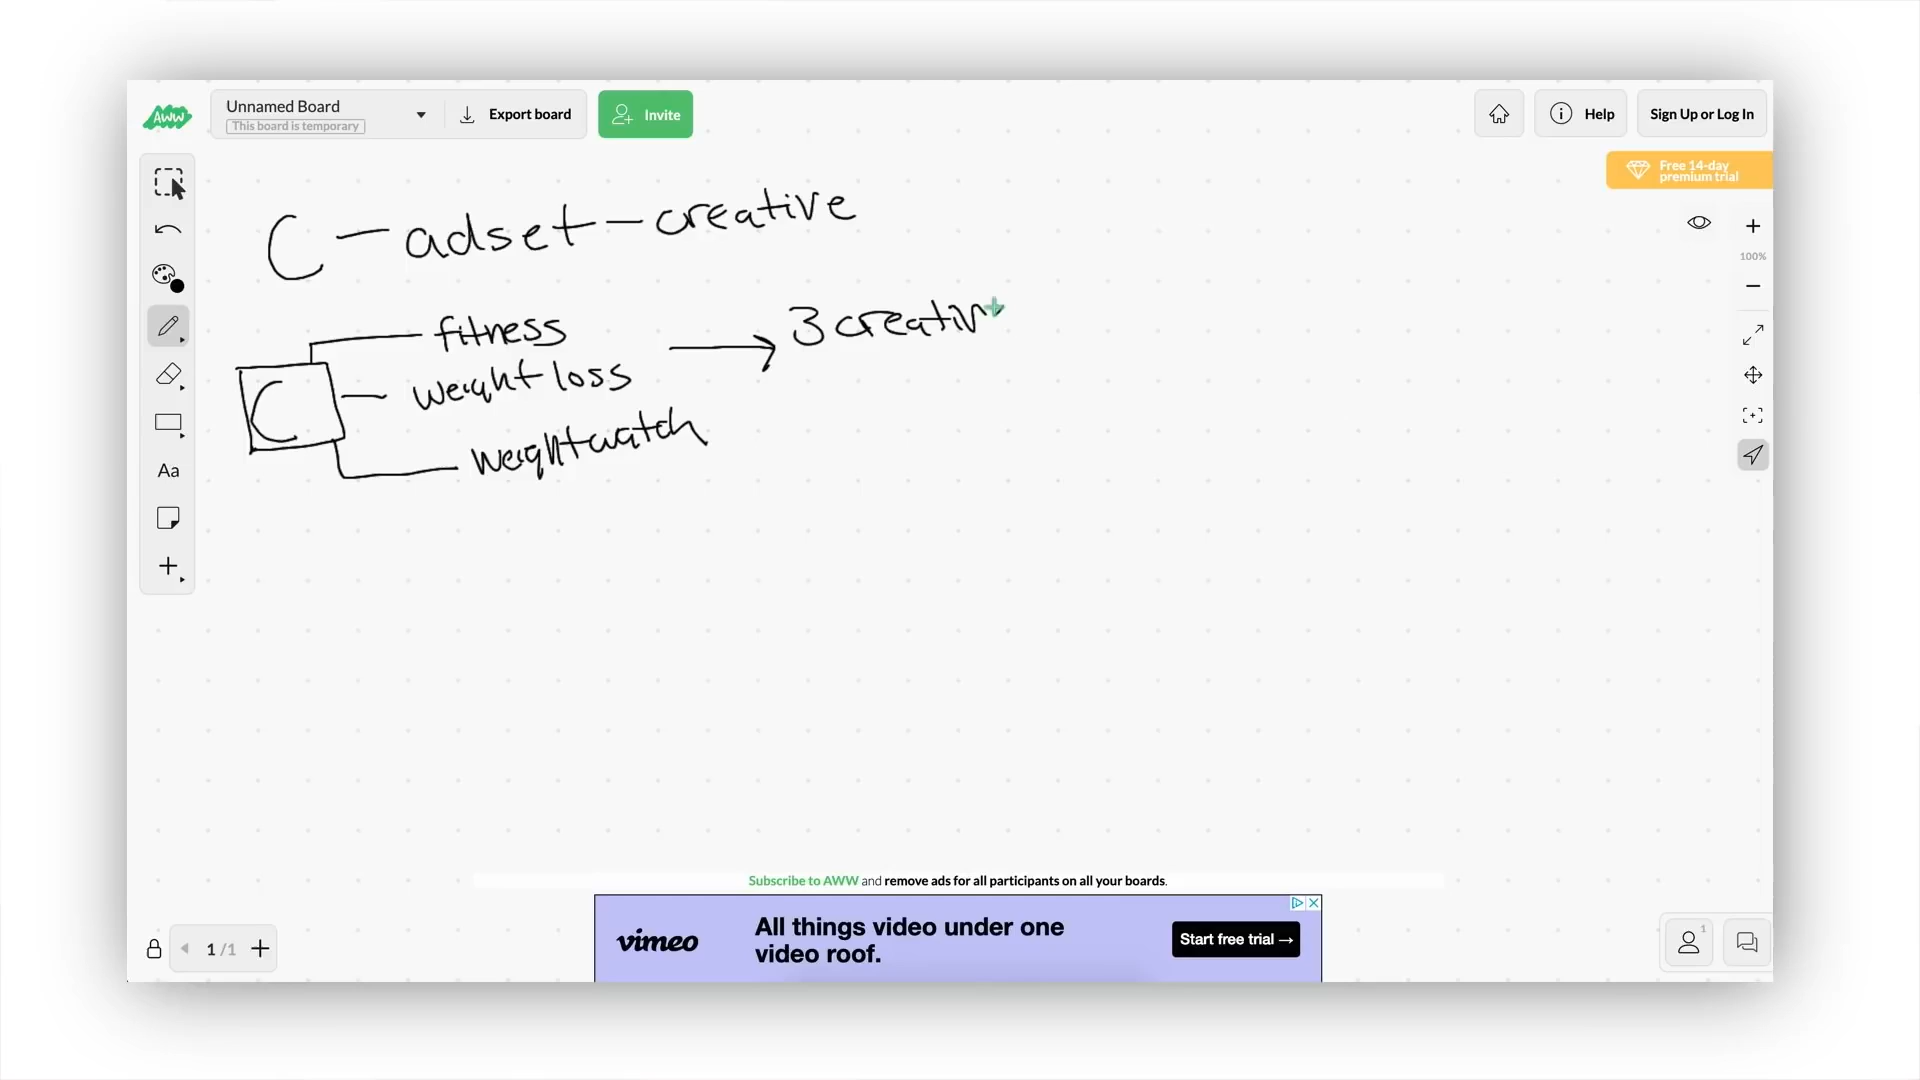 AWW
Unnamed Board
This board is temporary
Export board
Invite
Help
Sign Up or Log In
Free 14-day
premium trial
100%
C - adset - creative
fitness
3 creativ
C
weight loss
weightwatch
Aa
Subscribe to AWW and remove ads for all participants on all your boards.
vimeo
All things video under one
video roof.
Start free trial →
1 / 1
1